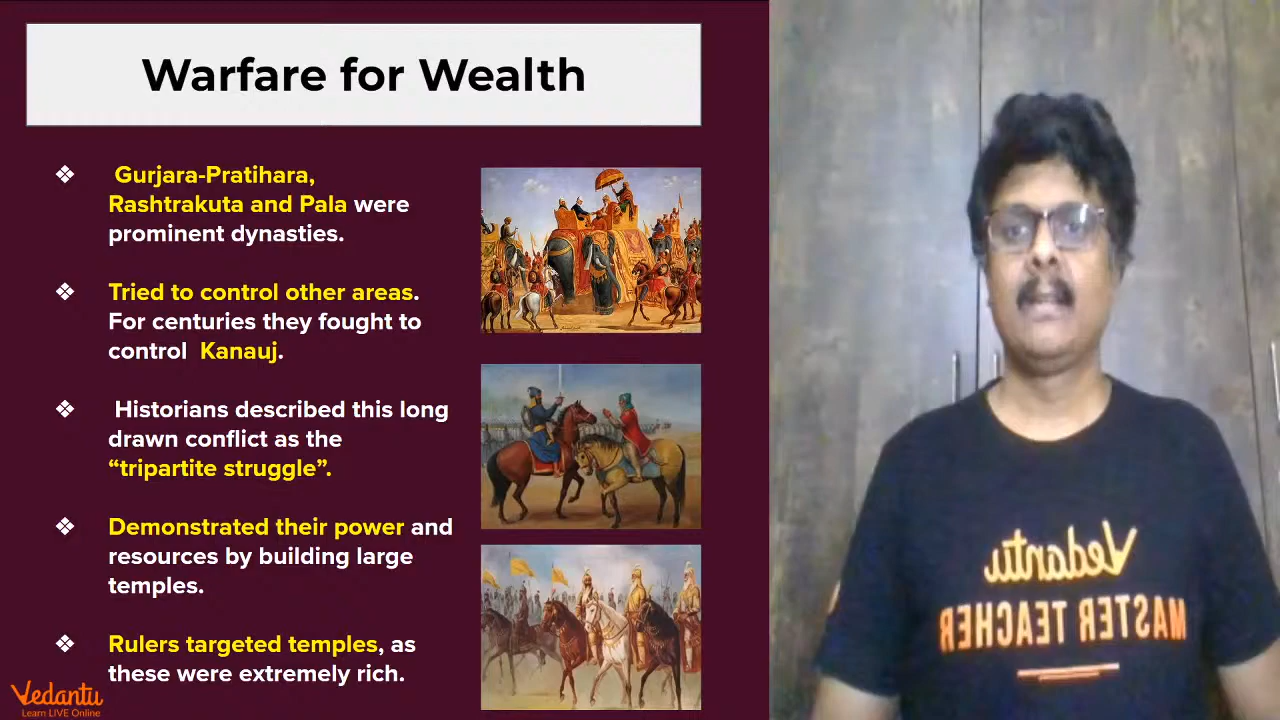 Warfare for Wealth
❖ Gurjara-Pratihara,
Rashtrakuta and Pala were
prominent dynasties.
❖ Tried to control other areas.
For centuries they fought to
control Kanauj.
❖ Historians described this long
drawn conflict as the
“tripartite struggle”.
❖ Demonstrated their power and
resources by building large
temples.
❖ Rulers targeted temples, as
these were extremely rich.
Vedantu
Learn LIVE Online
Vedantu
MASTER TEACHER